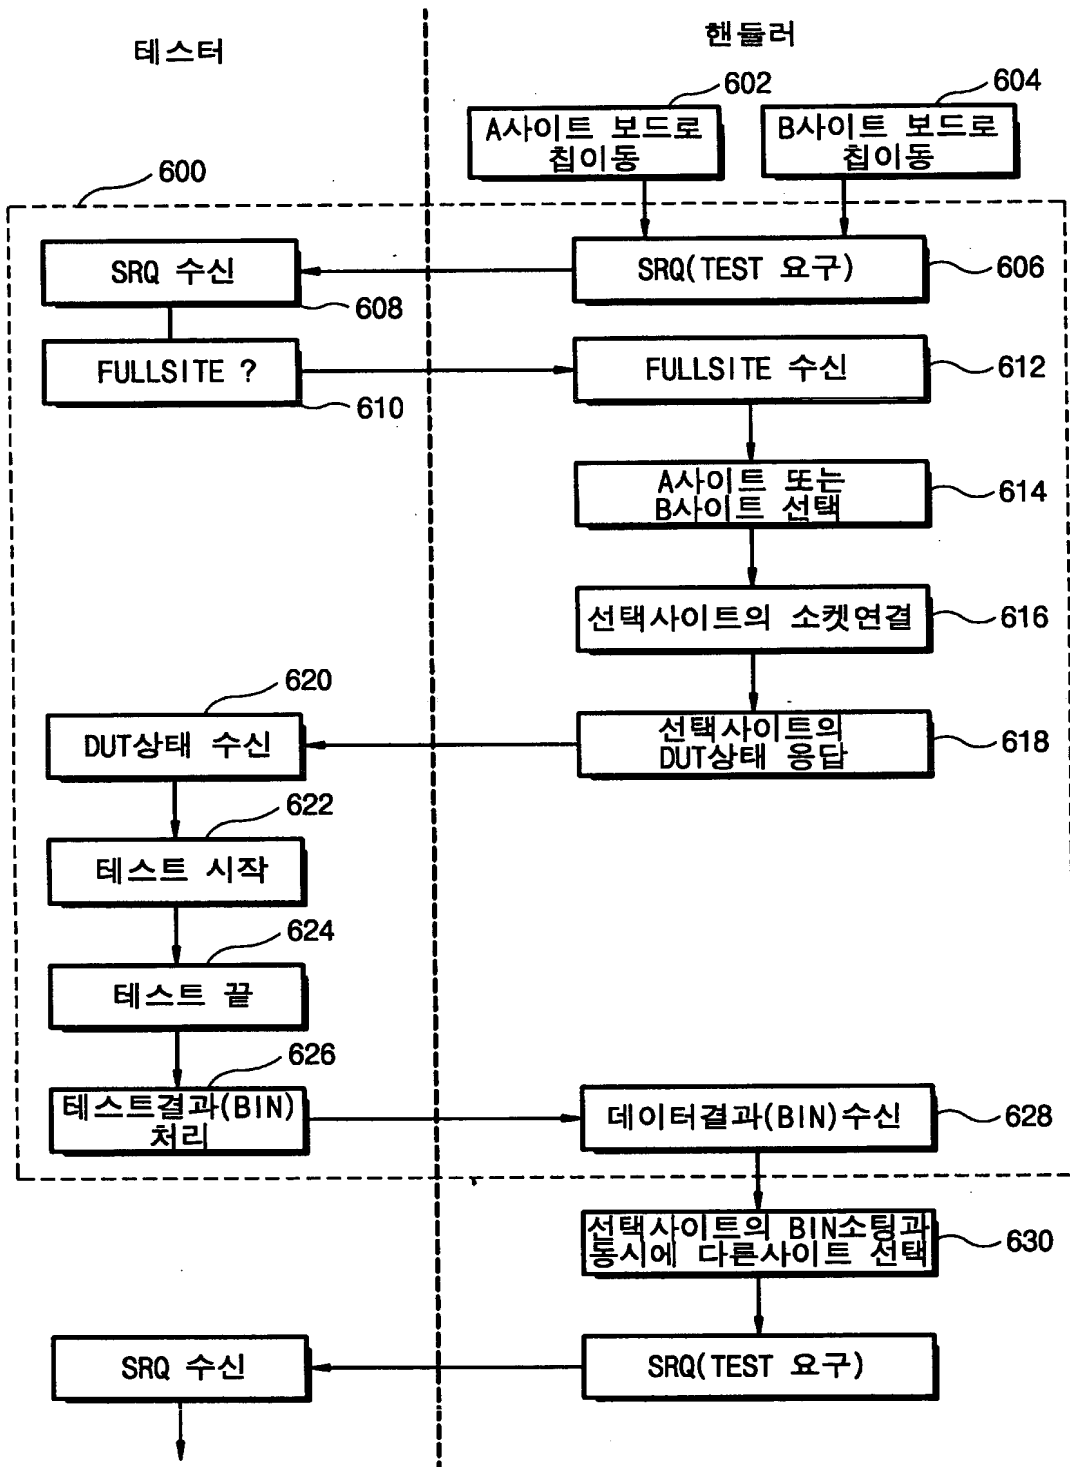 테스터
핸들러
602
604
A사이트 보드로
칩이동
B사이트 보드로
칩이동
600
SRQ 수신
SRQ(TEST 요구)
606
608
FULLSITE ?
FULLSITE 수신
612
610
A사이트 또는
B사이트 선택
614
선택사이트의 소켓연결
616
620
DUT상태 수신
선택사이트의
DUT상태 응답
618
622
테스트 시작
624
테스트 끝
626
테스트결과(BIN)
처리
데이터결과(BIN)수신
628
선택사이트의 BIN소팅과
동시에 다른사이트 선택
630
SRQ 수신
SRQ(TEST 요구)